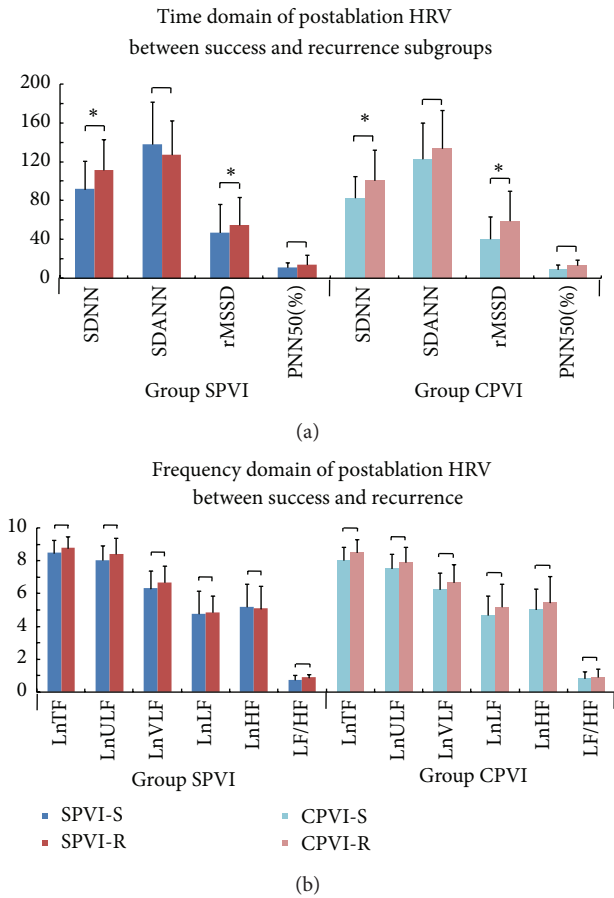 Time domain of postablation HRV
between success and recurrence subgroups
200
160
120
80
40
0
*
*
*
*
SDNN
SDANN
rMSSD
PNN50(%)
SDNN
SDANN
rMSSD
PNN50(%)
Group SPVI
Group CPVI
(a)
Frequency domain of postablation HRV
between success and recurrence
10
8
6
4
2
0
LnTF
LnULF
LnVLF
LnLF
LnHF
LF/HF
LnTF
LnULF
LnVLF
LnLF
LnHF
LF/HF
Group SPVI
Group CPVI
SPVI-S
SPVI-R
CPVI-S
CPVI-R
(b)